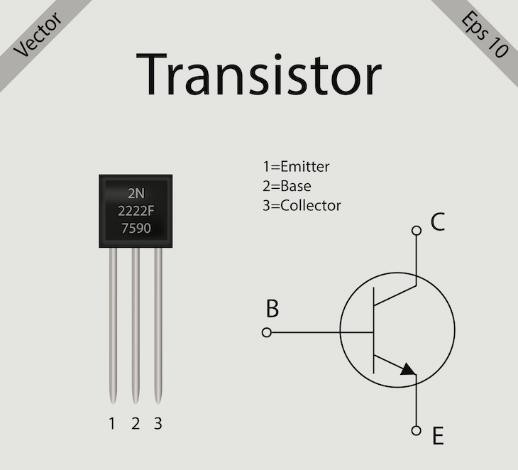 Vector
Eps 10
Transistor
2N
2222F
7590
1=Emitter
2=Base
3=Collector
C
B
E
1 2 3